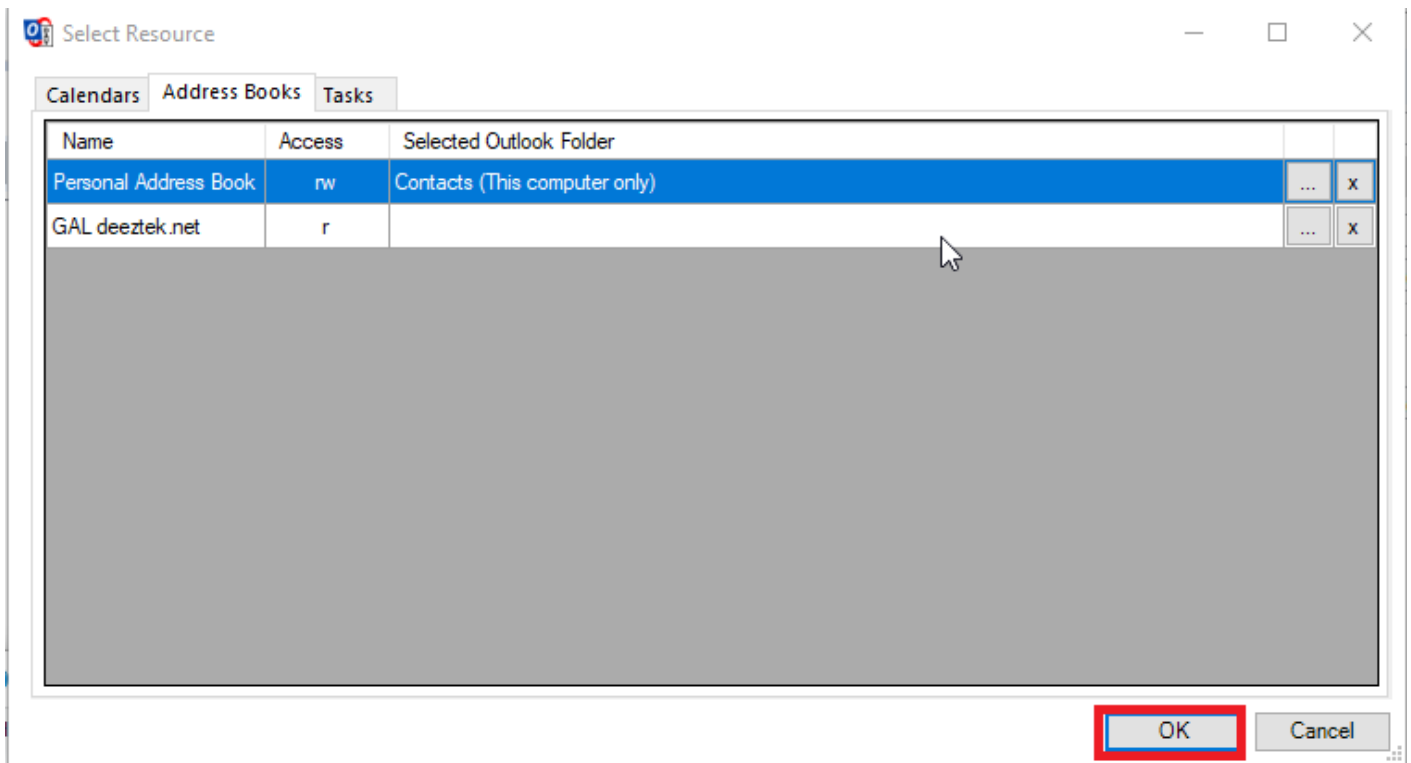 Select Resource
Calendars Address Books Tasks
Name Access Selected Outlook Folder
Personal Address Book rw Contacts (This computer only) ... x
GAL deeztek.net r ... x
OK Cancel